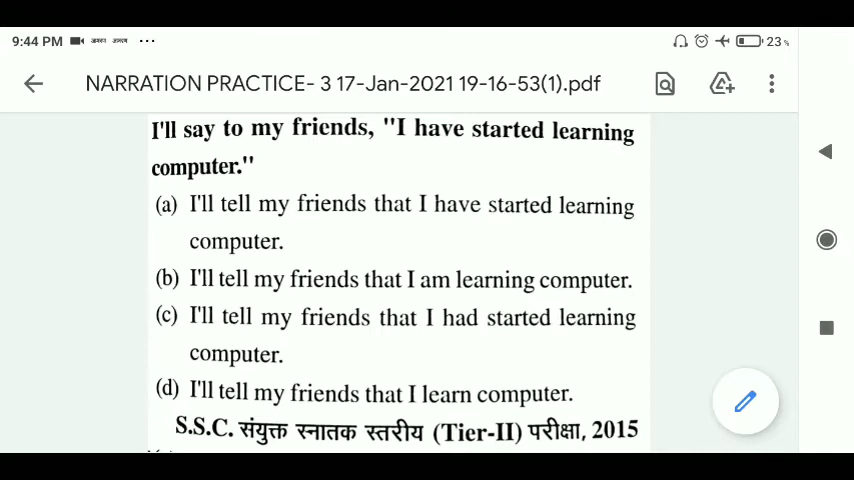 9:44 PM ...
23%
NARRATION PRACTICE- 3 17-Jan-2021 19-16-53(1).pdf
I'll say to my friends, "I have started learning
computer."
(a) I'll tell my friends that I have started learning
computer.
(b) I'll tell my friends that I am learning computer.
(c) I'll tell my friends that I had started learning
computer.
(d) I'll tell my friends that I learn computer.
S.S.C. संयुक्त स्नातक स्तरीय (Tier-II) परीक्षा, 2015